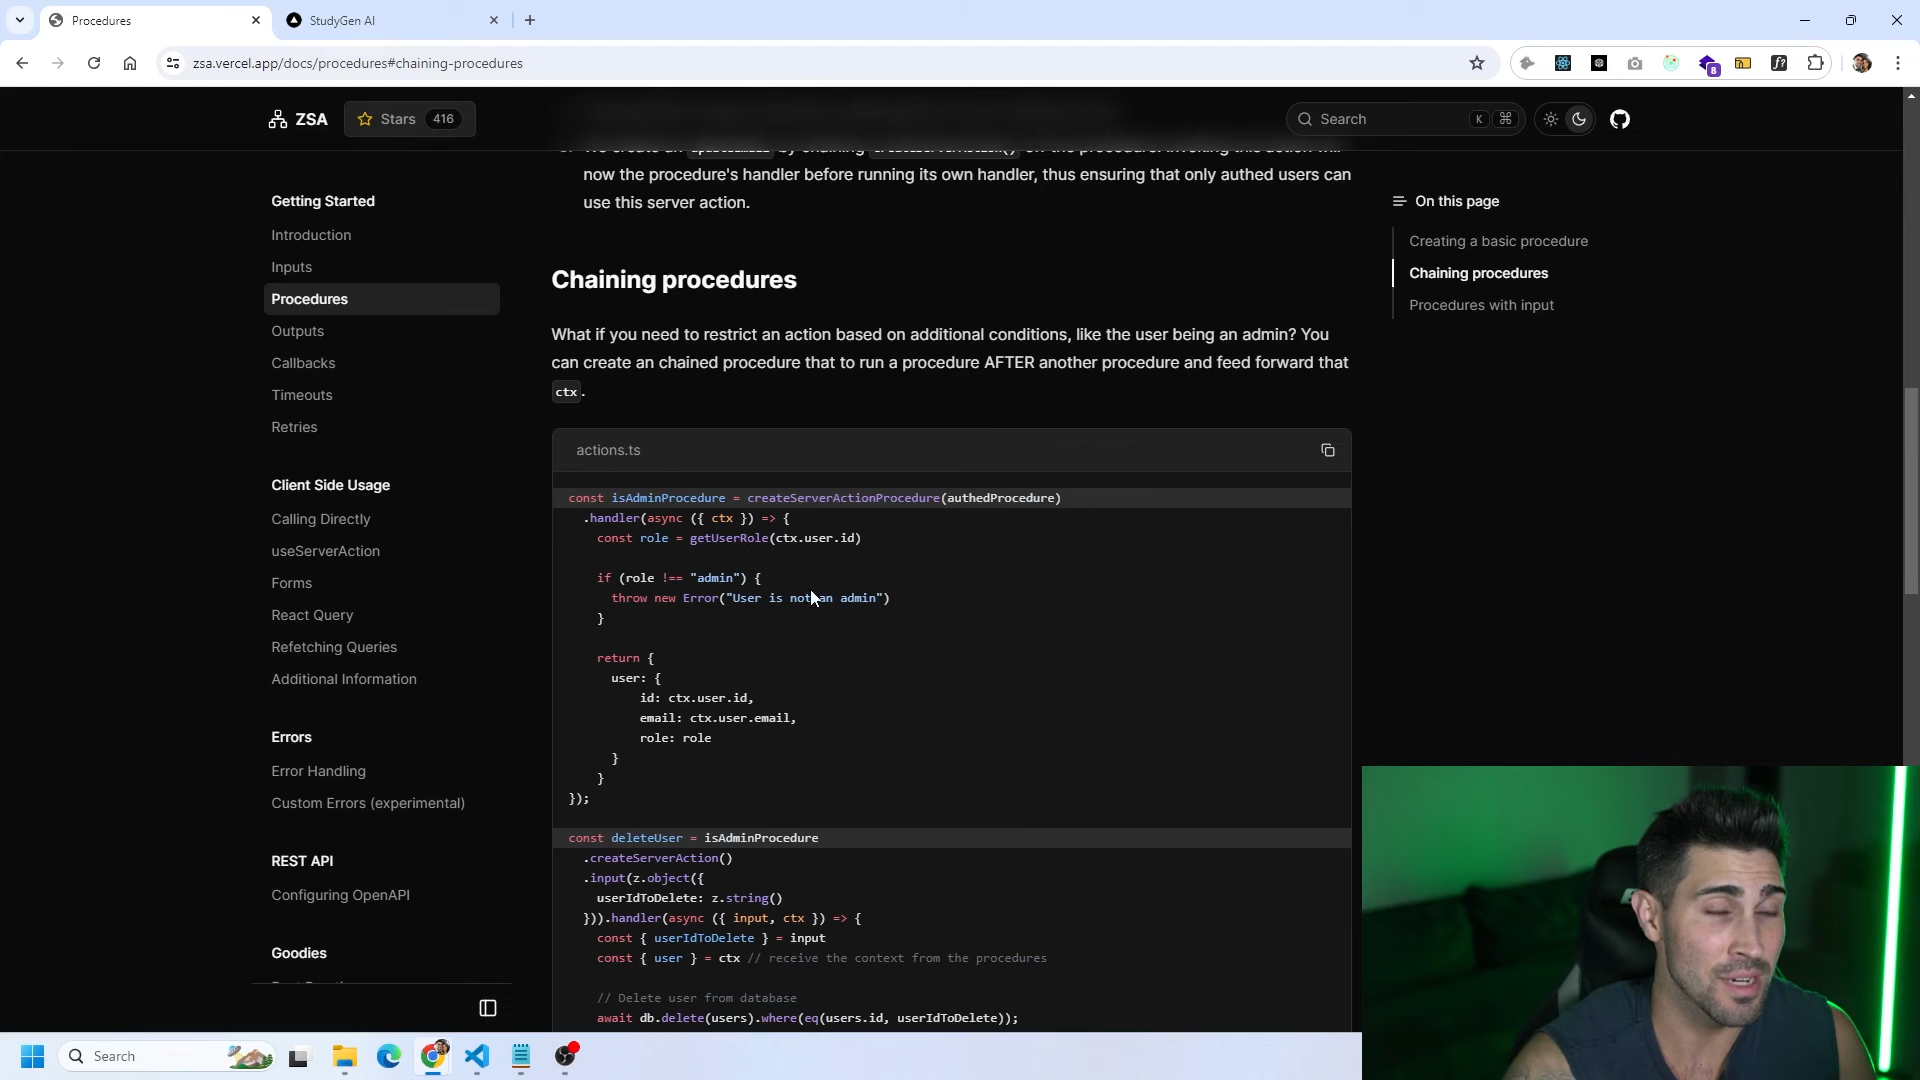 Procedures
StudyGen AI
zsa.vercel.app/docs/procedures#chaining-procedures
8
ZSA
Stars 416
Search K ⌘
now the procedure's handler before running its own handler, thus ensuring that only authed users can
use this server action.
Getting Started
Introduction
Inputs
Procedures
Outputs
Callbacks
Timeouts
Retries
Client Side Usage
Calling Directly
useServerAction
Forms
React Query
Refetching Queries
Additional Information
Errors
Error Handling
Custom Errors (experimental)
REST API
Configuring OpenAPI
Goodies
Chaining procedures
What if you need to restrict an action based on additional conditions, like the user being an admin? You
can create an chained procedure that to run a procedure AFTER another procedure and feed forward that
ctx.
actions.ts
const isAdminProcedure = createServerActionProcedure(authedProcedure)
.handler(async ({ ctx }) => {
const role = getUserRole(ctx.user.id)
if (role !== "admin") {
throw new Error("User is not an admin")
}
return {
user: {
id: ctx.user.id,
email: ctx.user.email,
role: role
}
}
});
const deleteUser = isAdminProcedure
.createServerAction()
.input(z.object({
userIdToDelete: z.string()
})).handler(async ({ input, ctx }) => {
const { userIdToDelete } = input
const { user } = ctx // receive the context from the procedures
// Delete user from database
await db.delete(users).where(eq(users.id, userIdToDelete));
On this page
Creating a basic procedure
Chaining procedures
Procedures with input
Search